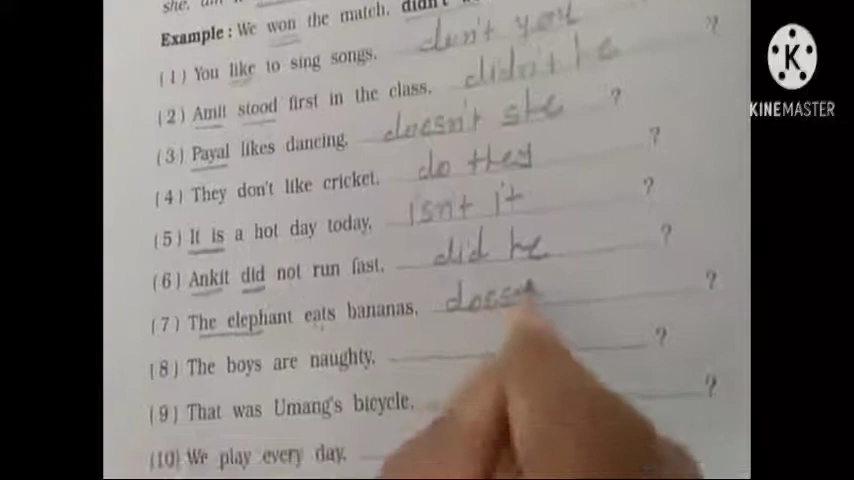 she, am
Example : We won the match, didn't
(1) You like to sing songs. don't you ?
(2) Amit stood first in the class. didn't he
(3) Payal likes dancing. doesn't she ?
(4) They don't like cricket. do they ?
(5) It is a hot day today. isn't it ?
(6) Ankit did not run fast. did he ?
(7) The elephant eats bananas. doesn ?
(8) The boys are naughty. ?
(9) That was Umang's bicycle. ?
(10) We play every day.
K
KINEMASTER